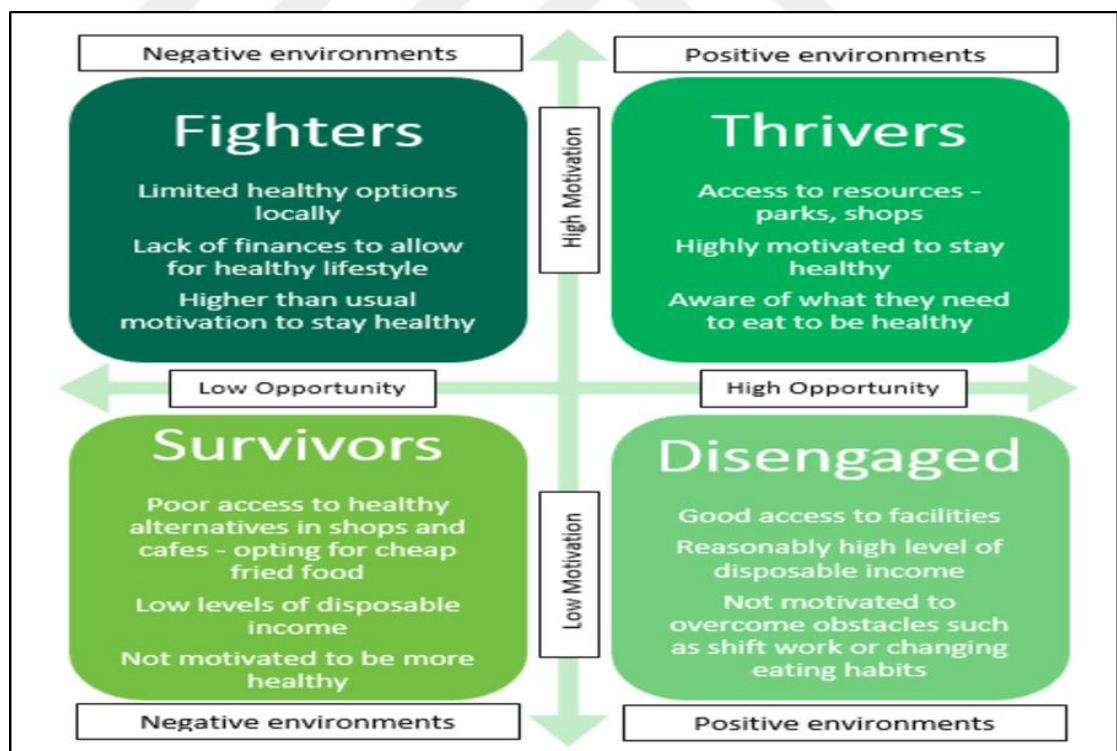 Negative environments
Positive environments
Fighters
Limited healthy options
locally
Lack of finances to allow
for healthy lifestyle
Higher than usual
motivation to stay healthy
High Motivation
Thrivers
Access to resources -
parks, shops
Highly motivated to stay
healthy
Aware of what they need
to eat to be healthy
Low Opportunity
High Opportunity
Survivors
Poor access to healthy
alternatives in shops and
cafes - opting for cheap
fried food
Low levels of disposable
income
Not motivated to be more
healthy
Low Motivation
Disengaged
Good access to facilities
Reasonably high level of
disposable income
Not motivated to
overcome obstacles such
as shift work or changing
eating habits
Negative environments
Positive environments